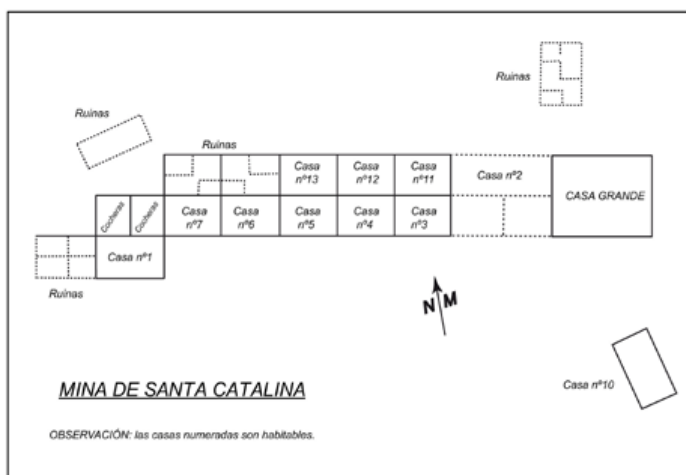 Ruinas
Ruinas
Ruinas
Casa
nº13
Casa
nº12
Casa
nº11
Casa nº2
CASA GRANDE
Cocheras
Cocheras
Casa
nº7
Casa
nº6
Casa
nº5
Casa
nº4
Casa
nº3
Casa nº1
Ruinas
N M
Casa nº10
MINA DE SANTA CATALINA
OBSERVACIÓN: las casas numeradas son habitables.